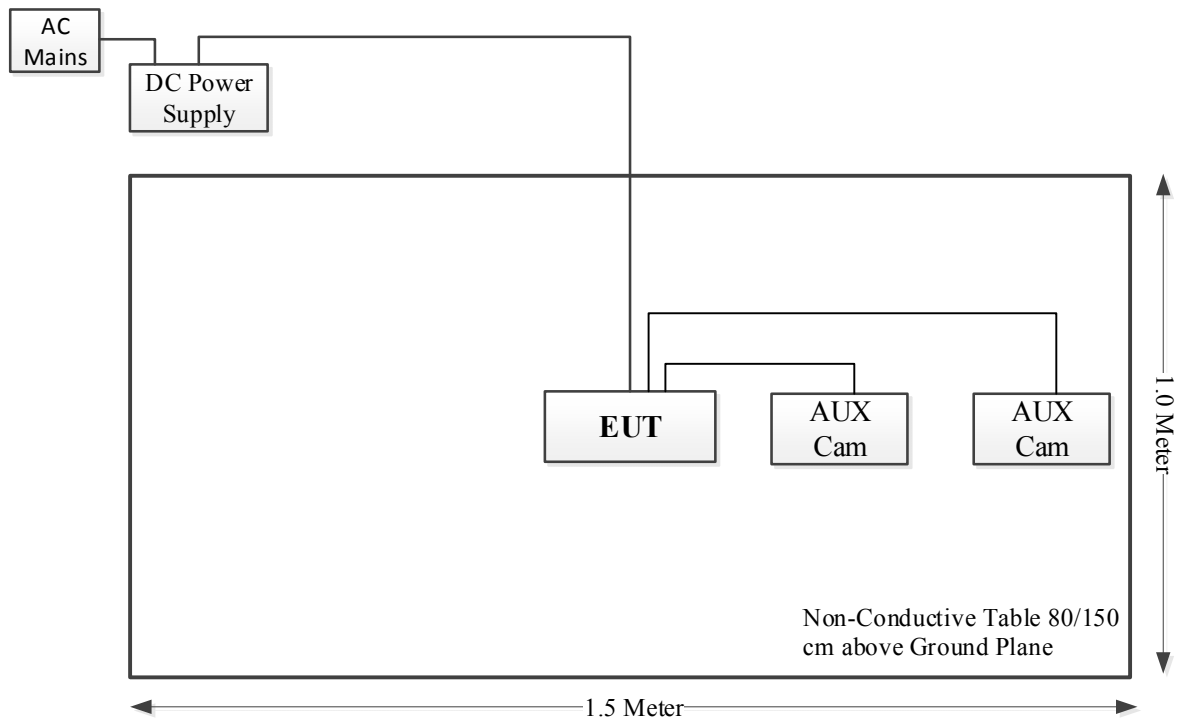 AC
Mains
DC Power
Supply
EUT
AUX
Cam
AUX
Cam
1.0 Meter
Non-Conductive Table 80/150
cm above Ground Plane
1.5 Meter